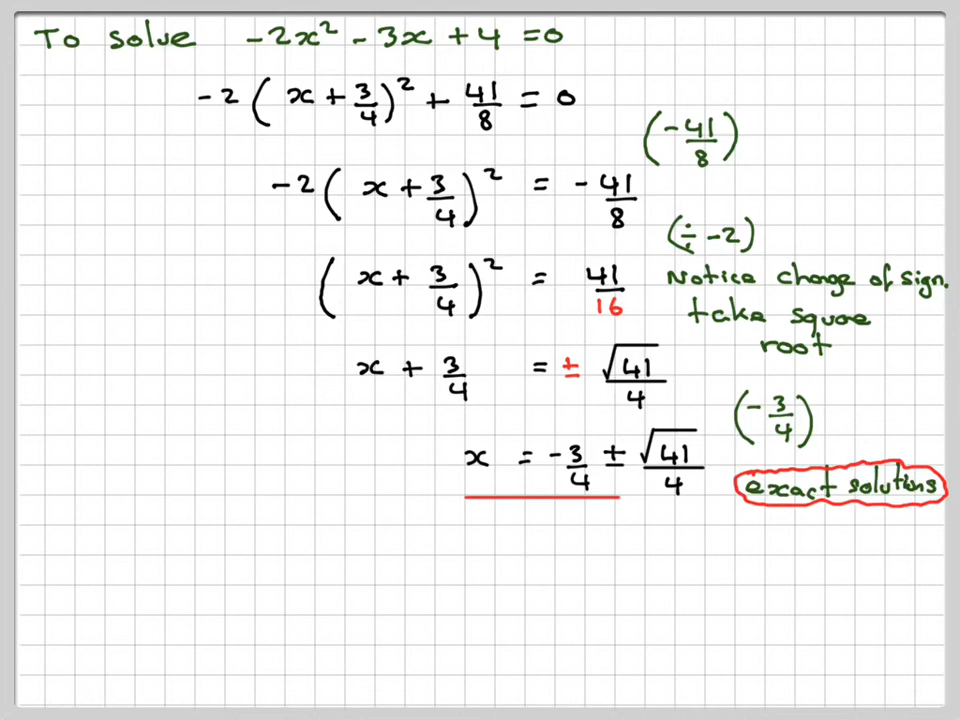 To solve -2x² - 3x + 4 = 0
-2(x + 3/4)² + 41/8 = 0
(-41/8)
-2(x + 3/4)² = -41/8
(÷ -2)
(x + 3/4)² = 41/16
Notice change of sign.
take square
root
x + 3/4 = ± √41/4
(-3/4)
x = -3/4 ± √41/4
exact solutions